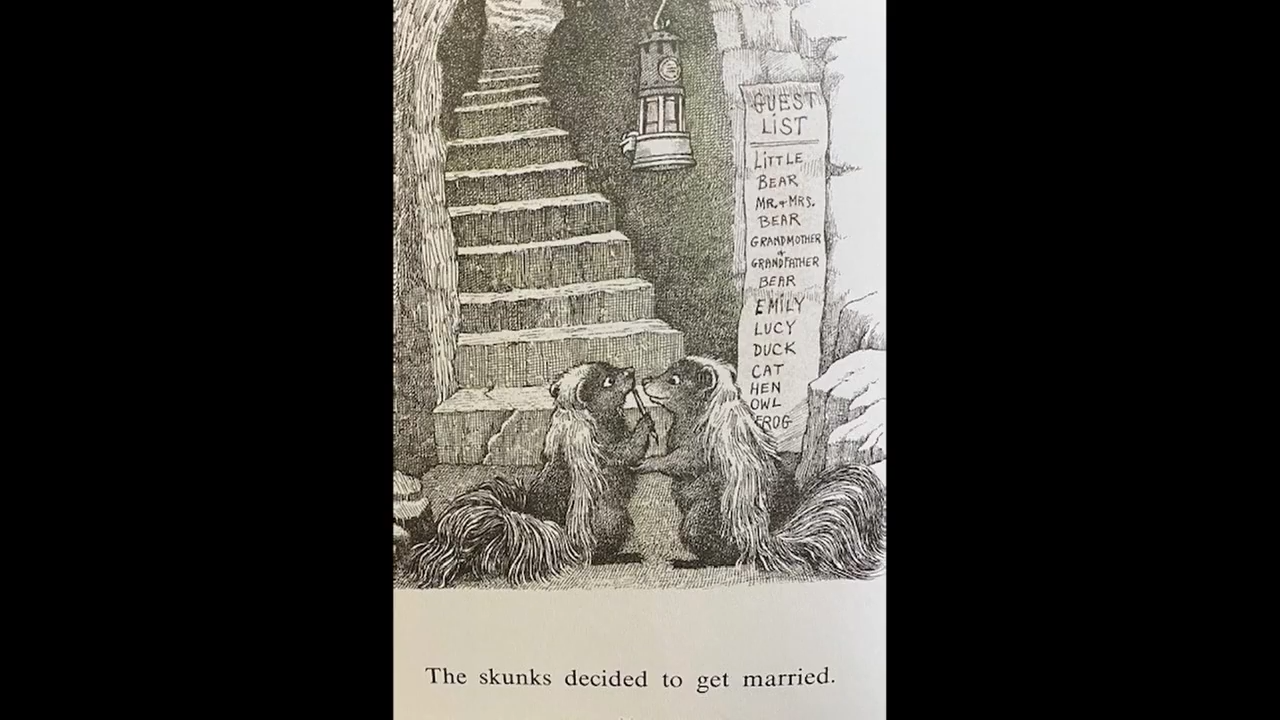 GUEST
LiST
LiTTLE
BEAR
MR.+MRS.
BEAR
GRANDMOTHER
+
GRANDFATHER
BEAR
EMILY
LUCY
DUCK
CAT
HEN
OWL
FROG
The skunks decided to get married.